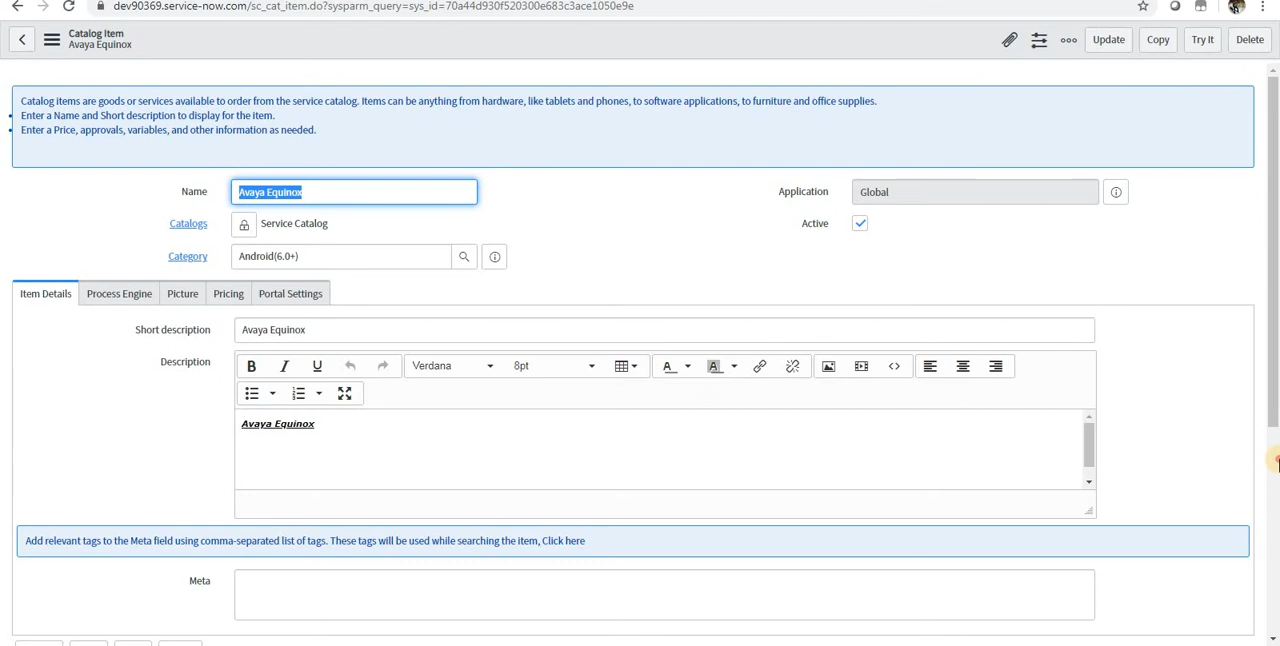 dev90369.service-now.com/sc_cat_item.do?sysparm_query=sys_id=70a44d930f520300e683c3ace1050e9e
Catalog Item
Avaya Equinox
Update Copy Try It Delete
Catalog items are goods or services available to order from the service catalog. Items can be anything from hardware, like tablets and phones, to software applications, to furniture and office supplies.
Enter a Name and Short description to display for the item.
Enter a Price, approvals, variables, and other information as needed.
Name Avaya Equinox Application Global
Catalogs Service Catalog Active
Category Android(6.0+)
Item Details Process Engine Picture Pricing Portal Settings
Short description Avaya Equinox
Description B I U Verdana 8pt A A
Avaya Equinox
Add relevant tags to the Meta field using comma-separated list of tags. These tags will be used while searching the item, Click here
Meta